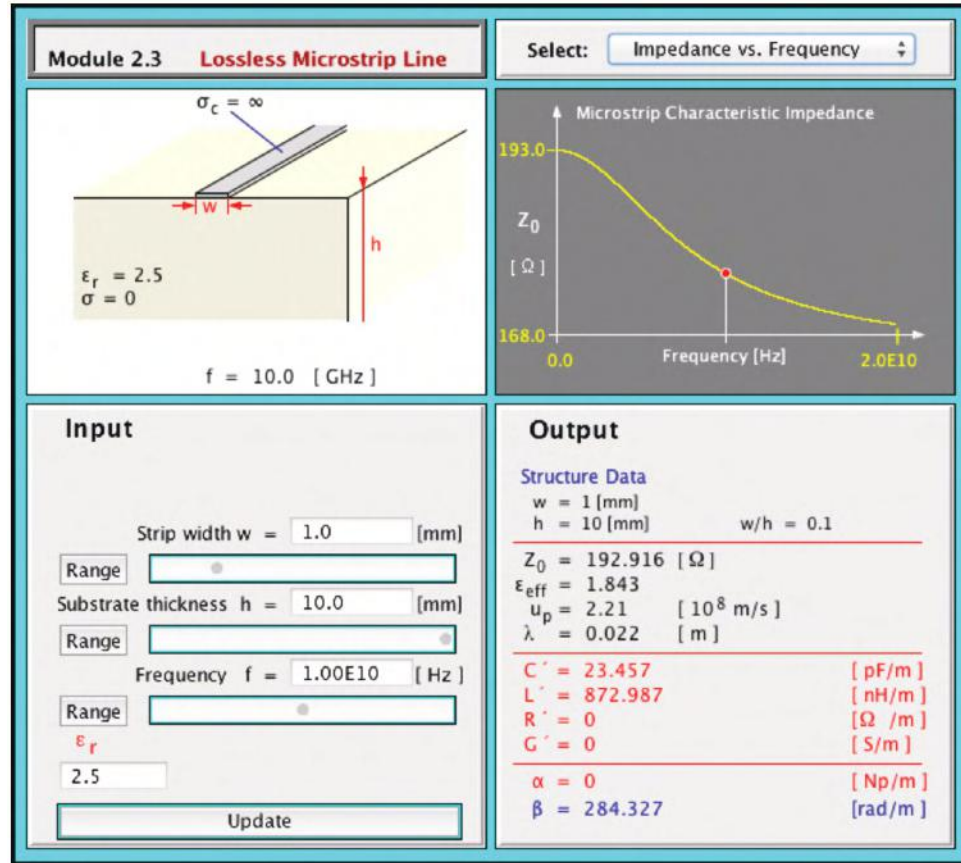 Module 2.3 Lossless Microstrip Line
Select: Impedance vs. Frequency
σc = ∞
w
h
εr = 2.5
σ = 0
f = 10.0 [ GHz ]
Microstrip Characteristic Impedance
193.0
Z0
[ Ω ]
168.0
0.0
Frequency [Hz]
2.0E10
Input
Strip width w = 1.0 [mm]
Range
Substrate thickness h = 10.0 [mm]
Range
Frequency f = 1.00E10 [ Hz ]
Range
εr
2.5
Update
Output
Structure Data
w = 1 [mm]
h = 10 [mm] w/h = 0.1
Z0 = 192.916 [ Ω ]
εeff = 1.843
up = 2.21 [ 10^8 m/s ]
λ = 0.022 [ m ]
C´ = 23.457 [ pF/m ]
L´ = 872.987 [ nH/m ]
R´ = 0 [Ω /m ]
G´ = 0 [ S/m ]
α = 0 [ Np/m ]
β = 284.327 [rad/m ]